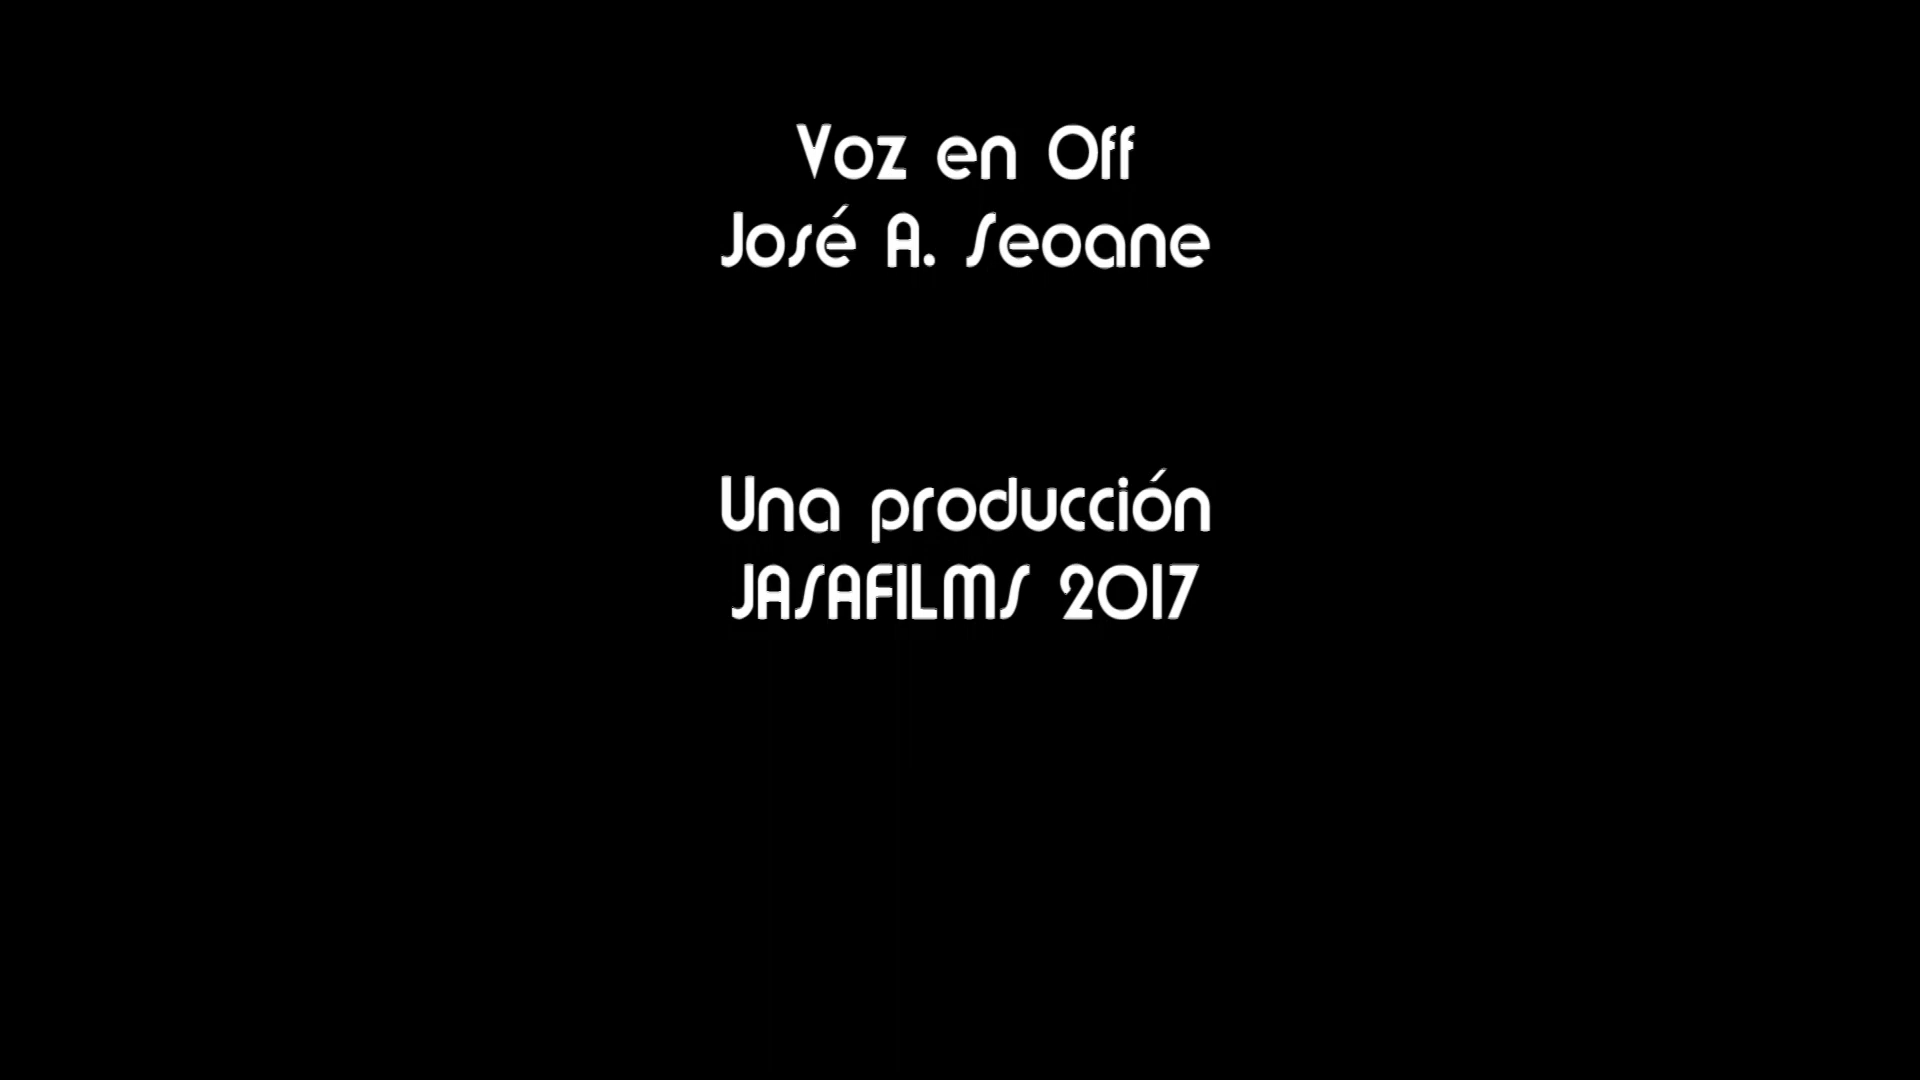 Voz en Off
José A. Seoane
Una producción
JASAFILMS 2017